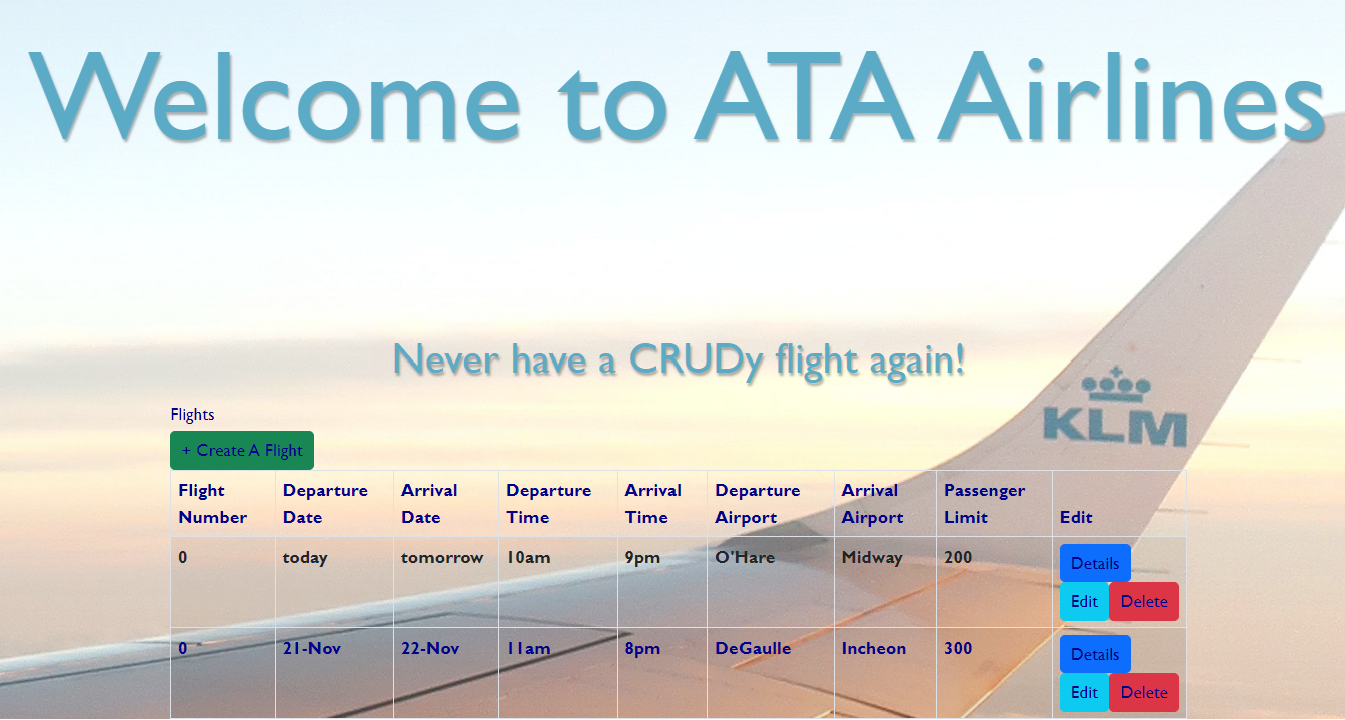 Welcome to ATA Airlines
Never have a CRUDy flight again!
KLM
Flights
+ Create A Flight
Flight Number Departure Date Arrival Date Departure Time Arrival Time Departure Airport Arrival Airport Passenger Limit Edit
0 today tomorrow 10am 9pm O'Hare Midway 200 Details
Edit Delete
0 21-Nov 22-Nov 11am 8pm DeGaulle Incheon 300 Details
Edit Delete